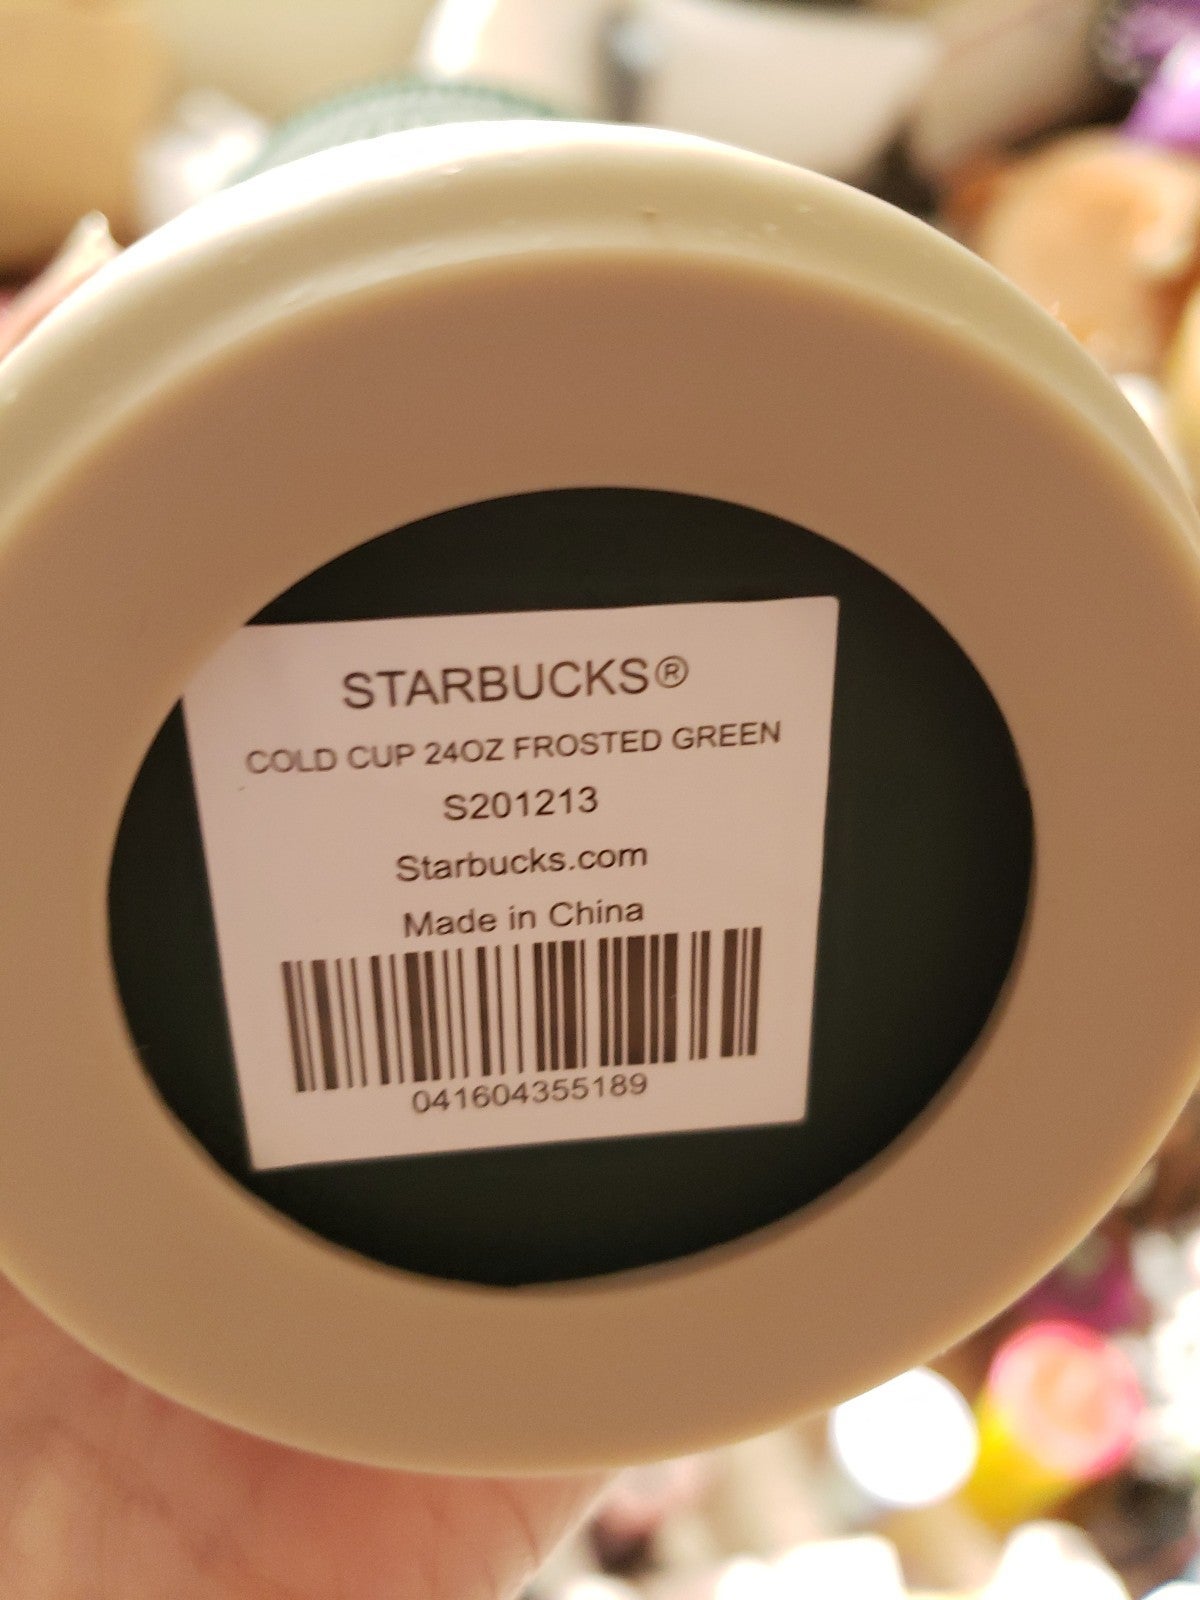 STARBUCKS®
COLD CUP 24OZ FROSTED GREEN
S201213
Starbucks.com
Made in China
041604355189